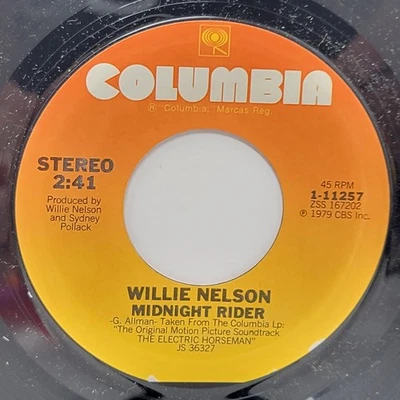 COLUMBIA
® "Columbia," Marcas Reg.
STEREO
2:41
Produced by
Willie Nelson
and Sydney
Pollack
45 RPM
1-11257
ZSS 167202
℗ 1979 CBS Inc.
WILLIE NELSON
MIDNIGHT RIDER
-G. Allman- Taken From The Columbia Lp:
"The Original Motion Picture Soundtrack
THE ELECTRIC HORSEMAN"
JS 36327